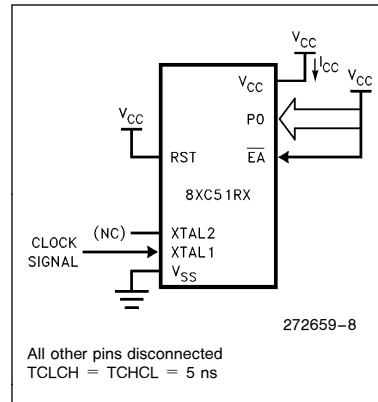 VCC
ICC
VCC
VCC
P0
VCC
RST
EA
8XC51RX
(NC)
XTAL2
CLOCK
SIGNAL
XTAL1
VSS
272659–8
All other pins disconnected
TCLCH = TCHCL = 5 ns